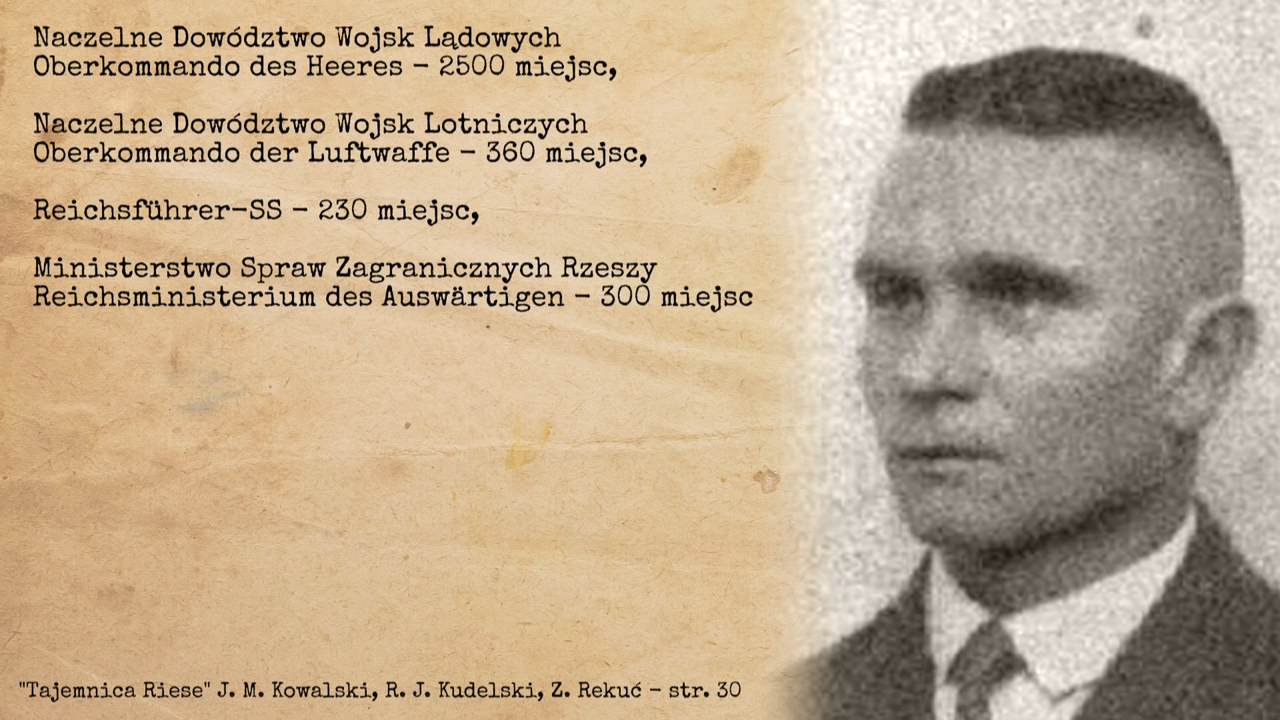 Naczelne Dowództwo Wojsk Lądowych
Oberkommando des Heeres – 2500 miejsc,
Naczelne Dowództwo Wojsk Lotniczych
Oberkommando der Luftwaffe – 360 miejsc,
Reichsführer-SS – 230 miejsc,
Ministerstwo Spraw Zagranicznych Rzeszy
Reichsministerium des Auswärtigen – 300 miejsc
"Tajemnica Riese" J. M. Kowalski, R. J. Kudelski, Z. Rekuć – str. 30